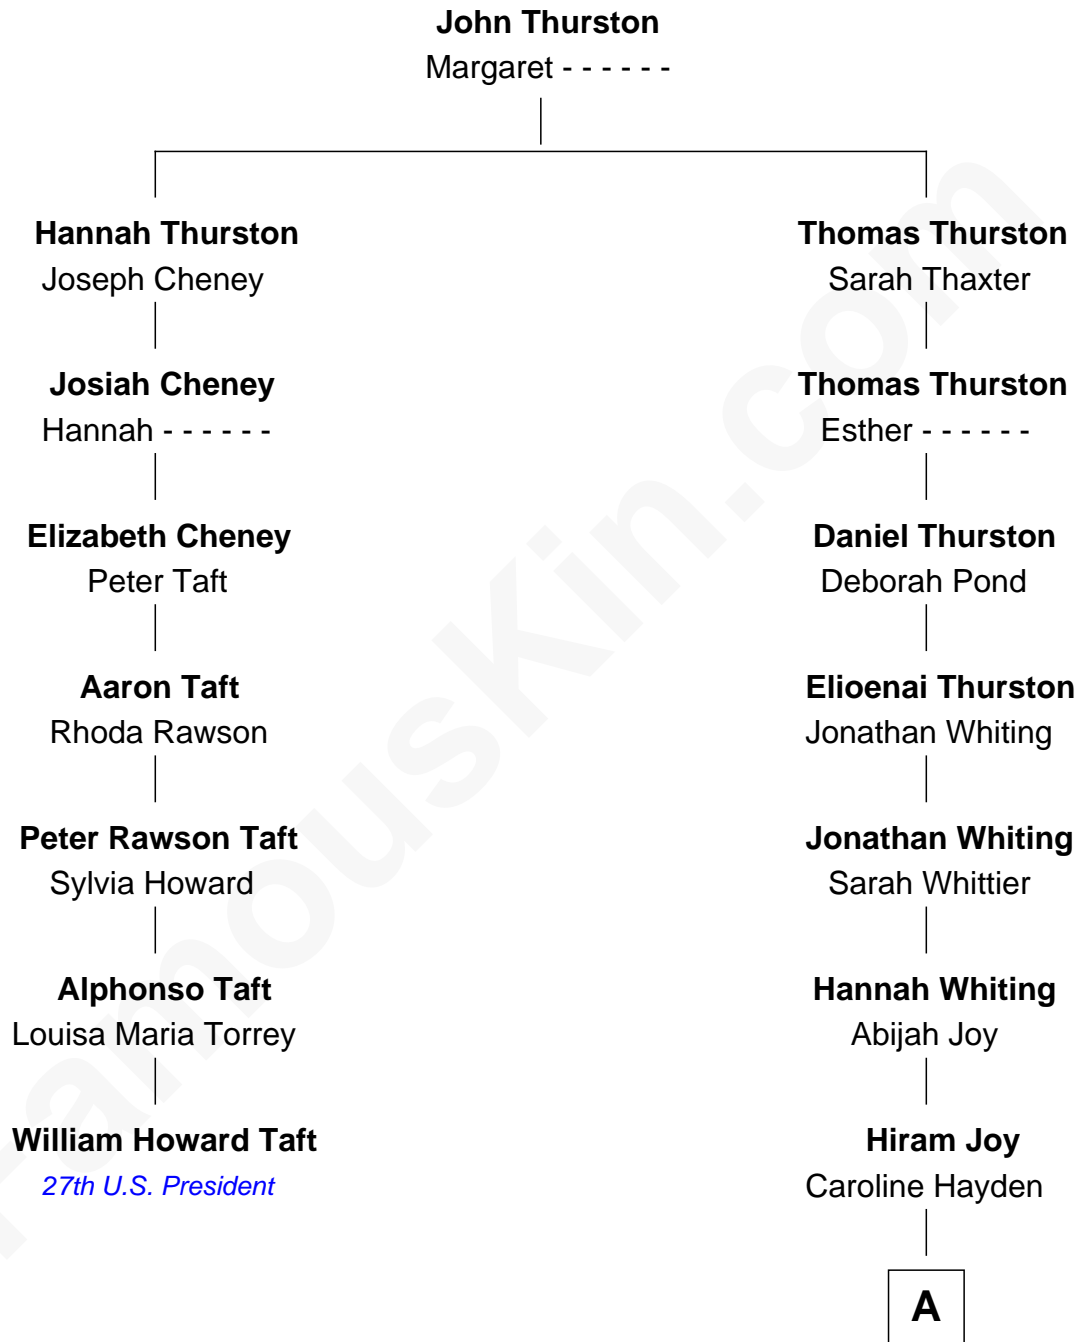 John Thurston
Margaret - - - - - -
Hannah Thurston
Joseph Cheney
Thomas Thurston
Sarah Thaxter
Josiah Cheney
Hannah - - - - - -
Thomas Thurston
Esther - - - - - -
Elizabeth Cheney
Peter Taft
Daniel Thurston
Deborah Pond
Aaron Taft
Rhoda Rawson
Elioenai Thurston
Jonathan Whiting
Peter Rawson Taft
Sylvia Howard
Jonathan Whiting
Sarah Whittier
Alphonso Taft
Louisa Maria Torrey
Hannah Whiting
Abijah Joy
William Howard Taft
27th U.S. President
Hiram Joy
Caroline Hayden
A
FamousKin.com